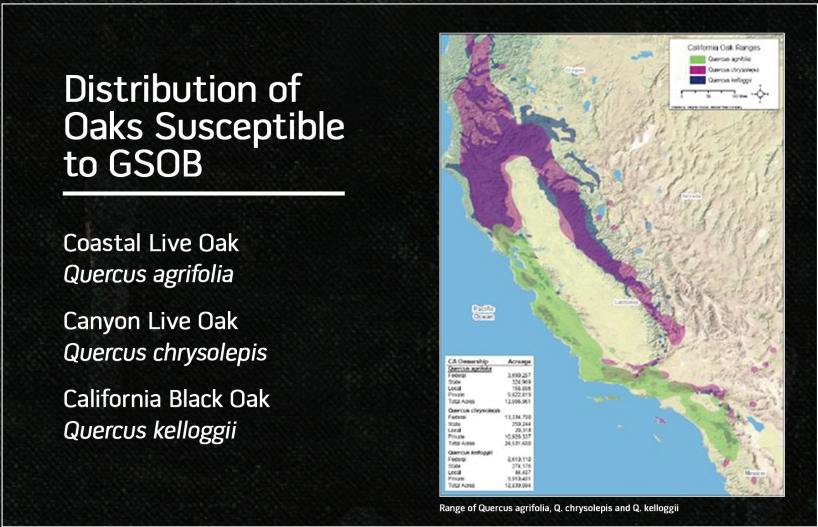 Distribution of
Oaks Susceptible
to GSOB
Coastal Live Oak
Quercus agrifolia
Canyon Live Oak
Quercus chrysolepis
California Black Oak
Quercus kelloggii
California Oak Ranges
Quercus agrifolia
Quercus chrysolepis
Quercus kelloggii
Oregon
Nevada
California
Pacific
Ocean
Mexico
CA Ownership Acreage
Quercus agrifolia
Federal
State
Local
Private
Total Acres
Quercus chrysolepis
Federal
State
Local
Private
Total Acres
Quercus kelloggii
Federal
State
Local
Private
Total Acres
Range of Quercus agrifolia, Q. chrysolepis and Q. kelloggii